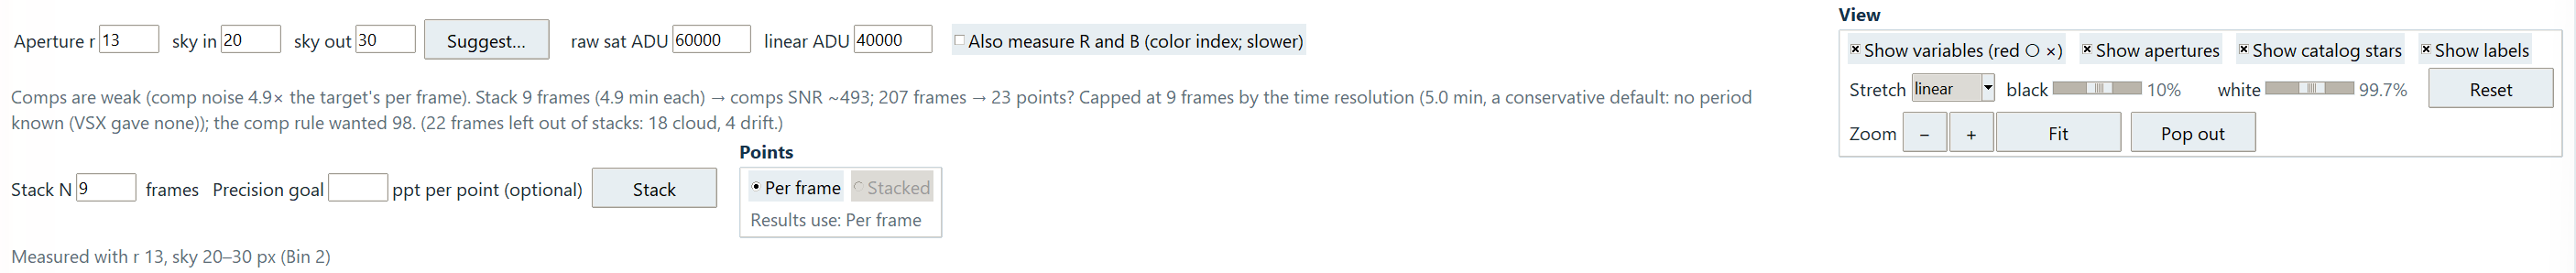 View
Aperture r 13 sky in 20 sky out 30 Suggest... raw sat ADU 60000 linear ADU 40000 Also measure R and B (color index; slower)
Show variables (red ○ ×) Show apertures Show catalog stars Show labels
Stretch linear black 10% white 99.7% Reset
Zoom − + Fit Pop out
Comps are weak (comp noise 4.9× the target's per frame). Stack 9 frames (4.9 min each) → comps SNR ~493; 207 frames → 23 points? Capped at 9 frames by the time resolution (5.0 min, a conservative default: no period
known (VSX gave none)); the comp rule wanted 98. (22 frames left out of stacks: 18 cloud, 4 drift.)
Stack N 9 frames Precision goal ppt per point (optional) Stack
Points
Per frame Stacked
Results use: Per frame
Measured with r 13, sky 20–30 px (Bin 2)